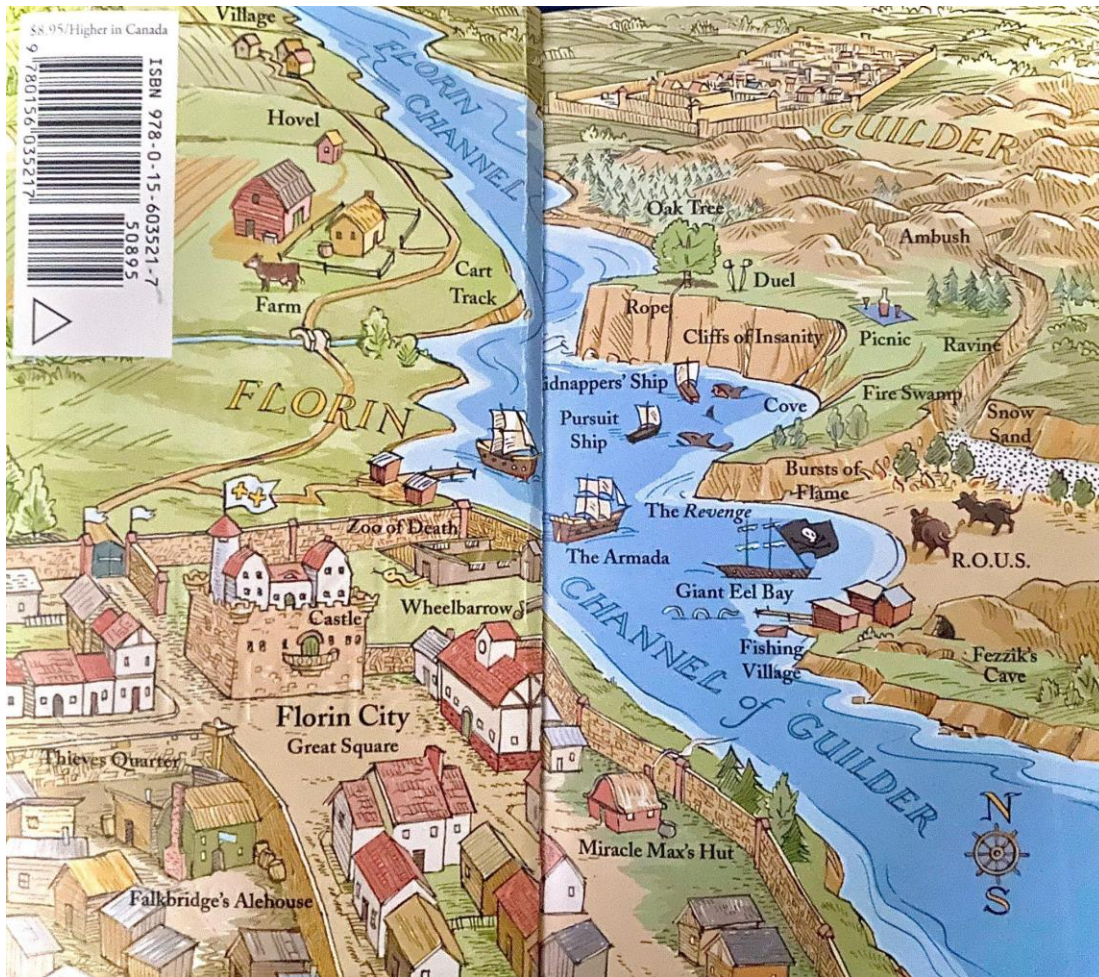 $8.95/Higher in Canada
ISBN 978-0-15-603521-7
9 780156 035217
50895
Village
FLORIN
CHANNEL
Hovel
Cart
Track
Farm
FLORIN
Zoo of Death
Wheelbarrow
Castle
Florin City
Great Square
Thieves Quarter
Falkbridge's Alehouse
GUILDER
Oak Tree
Ambush
Duel
Rope
Cliffs of Insanity
Picnic
Ravine
idnappers' Ship
Cove
Fire Swamp
Snow
Sand
Pursuit
Ship
Bursts of
Flame
The Revenge
The Armada
R.O.U.S.
Giant Eel Bay
Fishing
Village
Fezzik's
Cave
CHANNEL of GUILDER
Miracle Max's Hut
N
S